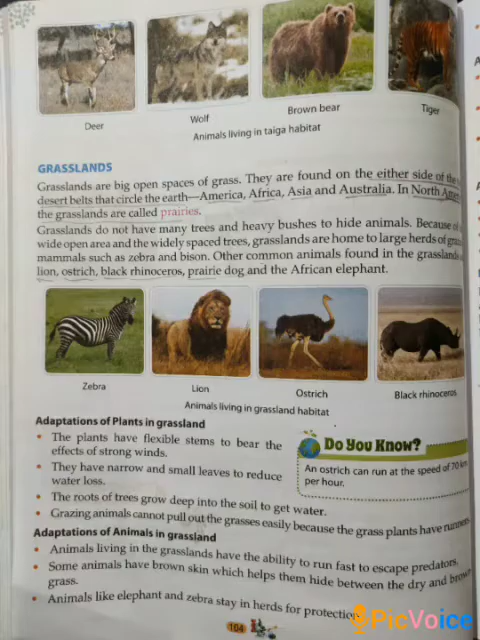 Deer
Wolf
Brown bear
Tiger
Animals living in taiga habitat
GRASSLANDS
Grasslands are big open spaces of grass. They are found on the either side of the
desert belts that circle the earth—America, Africa, Asia and Australia. In North
the grasslands are called prairies.
Grasslands do not have many trees and heavy bushes to hide animals. Because of
wide open area and the widely spaced trees, grasslands are home to large herds of
mammals such as zebra and bison. Other common animals found in the grasslands
lion, ostrich, black rhinoceros, prairie dog and the African elephant.
Zebra
Lion
Ostrich
Black rhinoceros
Animals living in grassland habitat
Adaptations of Plants in grassland
• The plants have flexible stems to bear the
effects of strong winds.
• They have narrow and small leaves to reduce
water loss.
• The roots of trees grow deep into the soil to get water.
• Grazing animals cannot pull out the grasses easily because the grass plants have runners
Do You Know?
An ostrich can run at the speed of 70 km
per hour.
Adaptations of Animals in grassland
• Animals living in the grasslands have the ability to run fast to escape predators.
• Some animals have brown skin which helps them hide between the dry and brown
grass.
• Animals like elephant and zebra stay in herds for protection
104
PicVoice